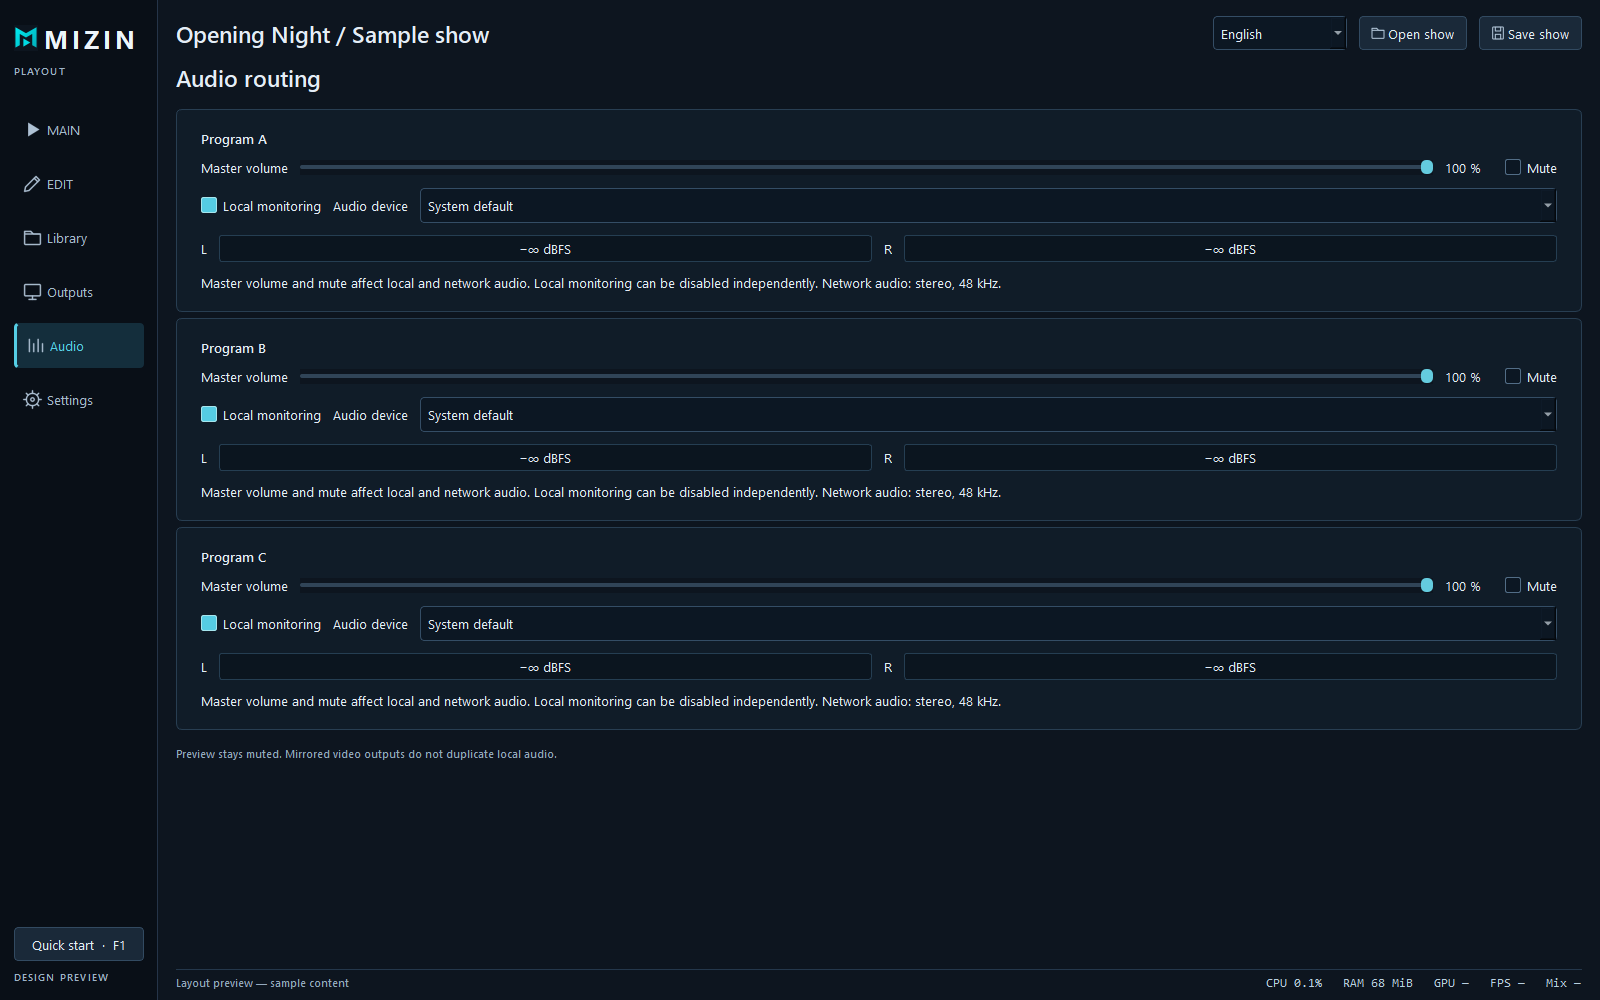 MIZIN
PLAYOUT
MAIN
EDIT
Library
Outputs
Audio
Settings
Quick start · F1
DESIGN PREVIEW
Opening Night / Sample show
English
Open show
Save show
Audio routing
Program A
Master volume 100 % Mute
Local monitoring Audio device System default
L −∞ dBFS R −∞ dBFS
Master volume and mute affect local and network audio. Local monitoring can be disabled independently. Network audio: stereo, 48 kHz.
Program B
Master volume 100 % Mute
Local monitoring Audio device System default
L −∞ dBFS R −∞ dBFS
Master volume and mute affect local and network audio. Local monitoring can be disabled independently. Network audio: stereo, 48 kHz.
Program C
Master volume 100 % Mute
Local monitoring Audio device System default
L −∞ dBFS R −∞ dBFS
Master volume and mute affect local and network audio. Local monitoring can be disabled independently. Network audio: stereo, 48 kHz.
Preview stays muted. Mirrored video outputs do not duplicate local audio.
Layout preview — sample content
CPU 0.1% RAM 68 MiB GPU — FPS — Mix —